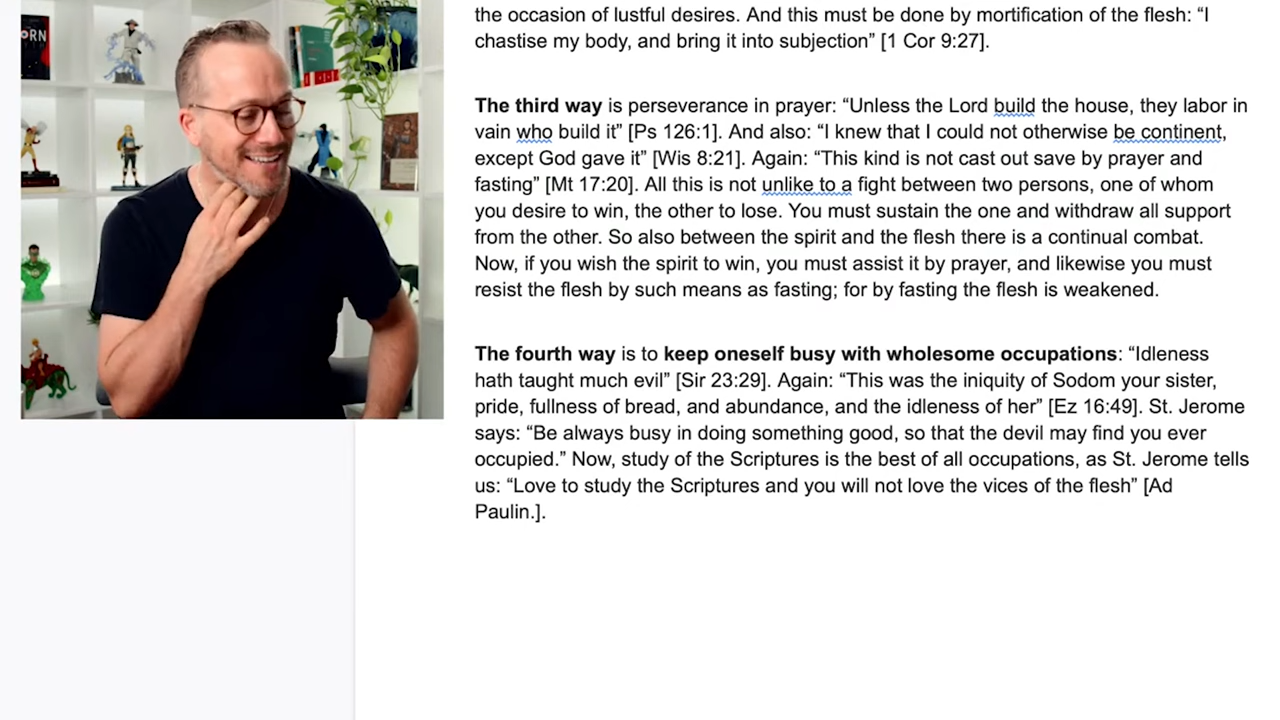 ORN
the occasion of lustful desires. And this must be done by mortification of the flesh: “I
chastise my body, and bring it into subjection” [1 Cor 9:27].
The third way is perseverance in prayer: “Unless the Lord build the house, they labor in
vain who build it” [Ps 126:1]. And also: “I knew that I could not otherwise be continent,
except God gave it” [Wis 8:21]. Again: “This kind is not cast out save by prayer and
fasting” [Mt 17:20]. All this is not unlike to a fight between two persons, one of whom
you desire to win, the other to lose. You must sustain the one and withdraw all support
from the other. So also between the spirit and the flesh there is a continual combat.
Now, if you wish the spirit to win, you must assist it by prayer, and likewise you must
resist the flesh by such means as fasting; for by fasting the flesh is weakened.
The fourth way is to keep oneself busy with wholesome occupations: “Idleness
hath taught much evil” [Sir 23:29]. Again: “This was the iniquity of Sodom your sister,
pride, fullness of bread, and abundance, and the idleness of her” [Ez 16:49]. St. Jerome
says: “Be always busy in doing something good, so that the devil may find you ever
occupied.” Now, study of the Scriptures is the best of all occupations, as St. Jerome tells
us: “Love to study the Scriptures and you will not love the vices of the flesh” [Ad
Paulin.].